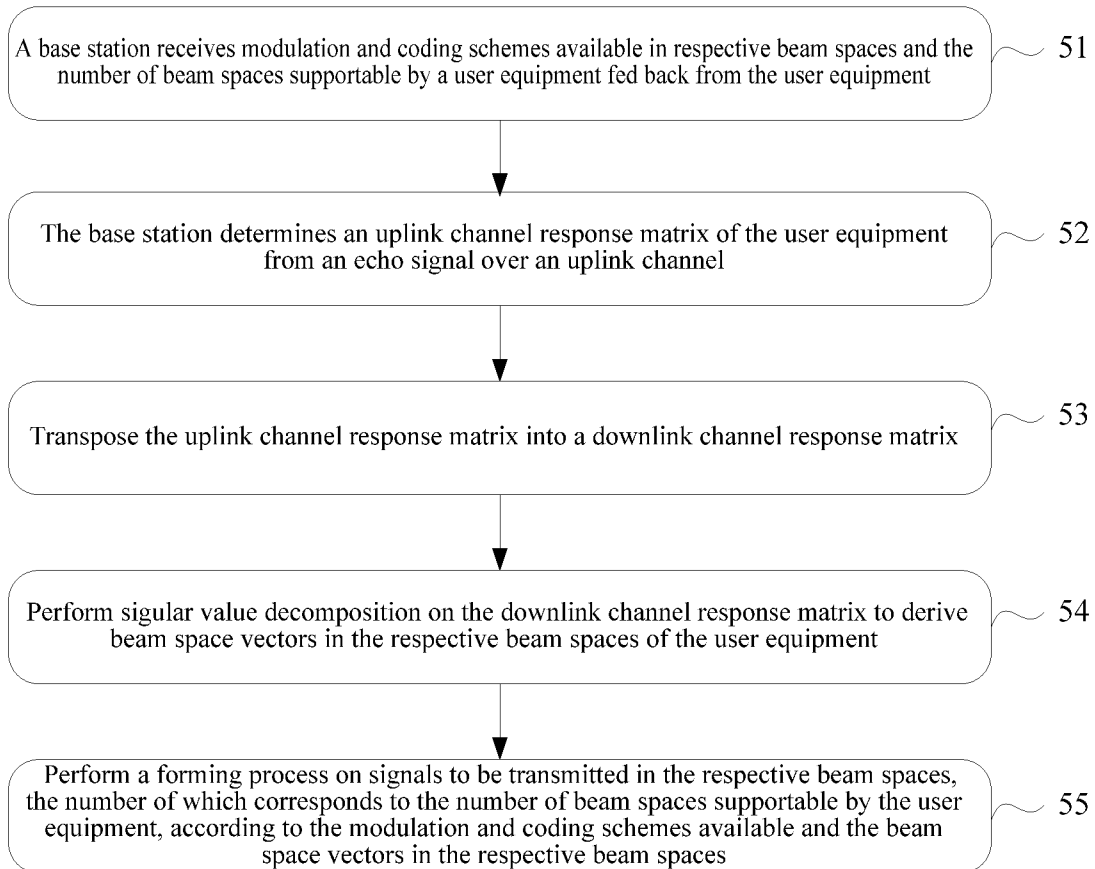 A base station receives modulation and coding schemes available in respective beam spaces and the
number of beam spaces supportable by a user equipment fed back from the user equipment
51
The base station determines an uplink channel response matrix of the user equipment
from an echo signal over an uplink channel
52
Transpose the uplink channel response matrix into a downlink channel response matrix
53
Perform sigular value decomposition on the downlink channel response matrix to derive
beam space vectors in the respective beam spaces of the user equipment
54
Perform a forming process on signals to be transmitted in the respective beam spaces,
the number of which corresponds to the number of beam spaces supportable by the user
equipment, according to the modulation and coding schemes available and the beam
space vectors in the respective beam spaces
55